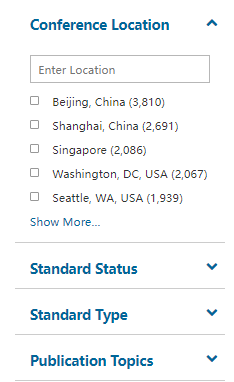 Conference Location
Enter Location
Beijing, China (3,810)
Shanghai, China (2,691)
Singapore (2,086)
Washington, DC, USA (2,067)
Seattle, WA, USA (1,939)
Show More...
Standard Status
Standard Type
Publication Topics